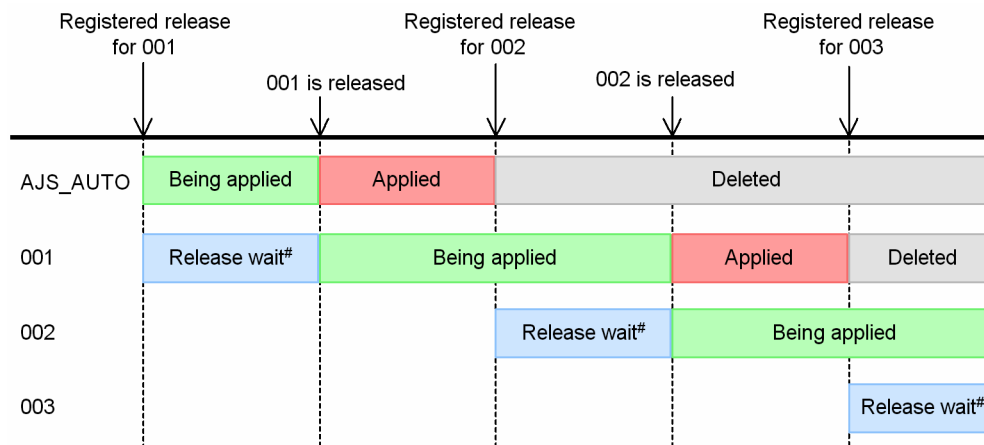 Registered release
for 001
Registered release
for 002
Registered release
for 003
001 is released
002 is released
AJS_AUTO
Being applied
Applied
Deleted
001
Release wait#
Being applied
Applied
Deleted
002
Release wait#
Being applied
003
Release wait#